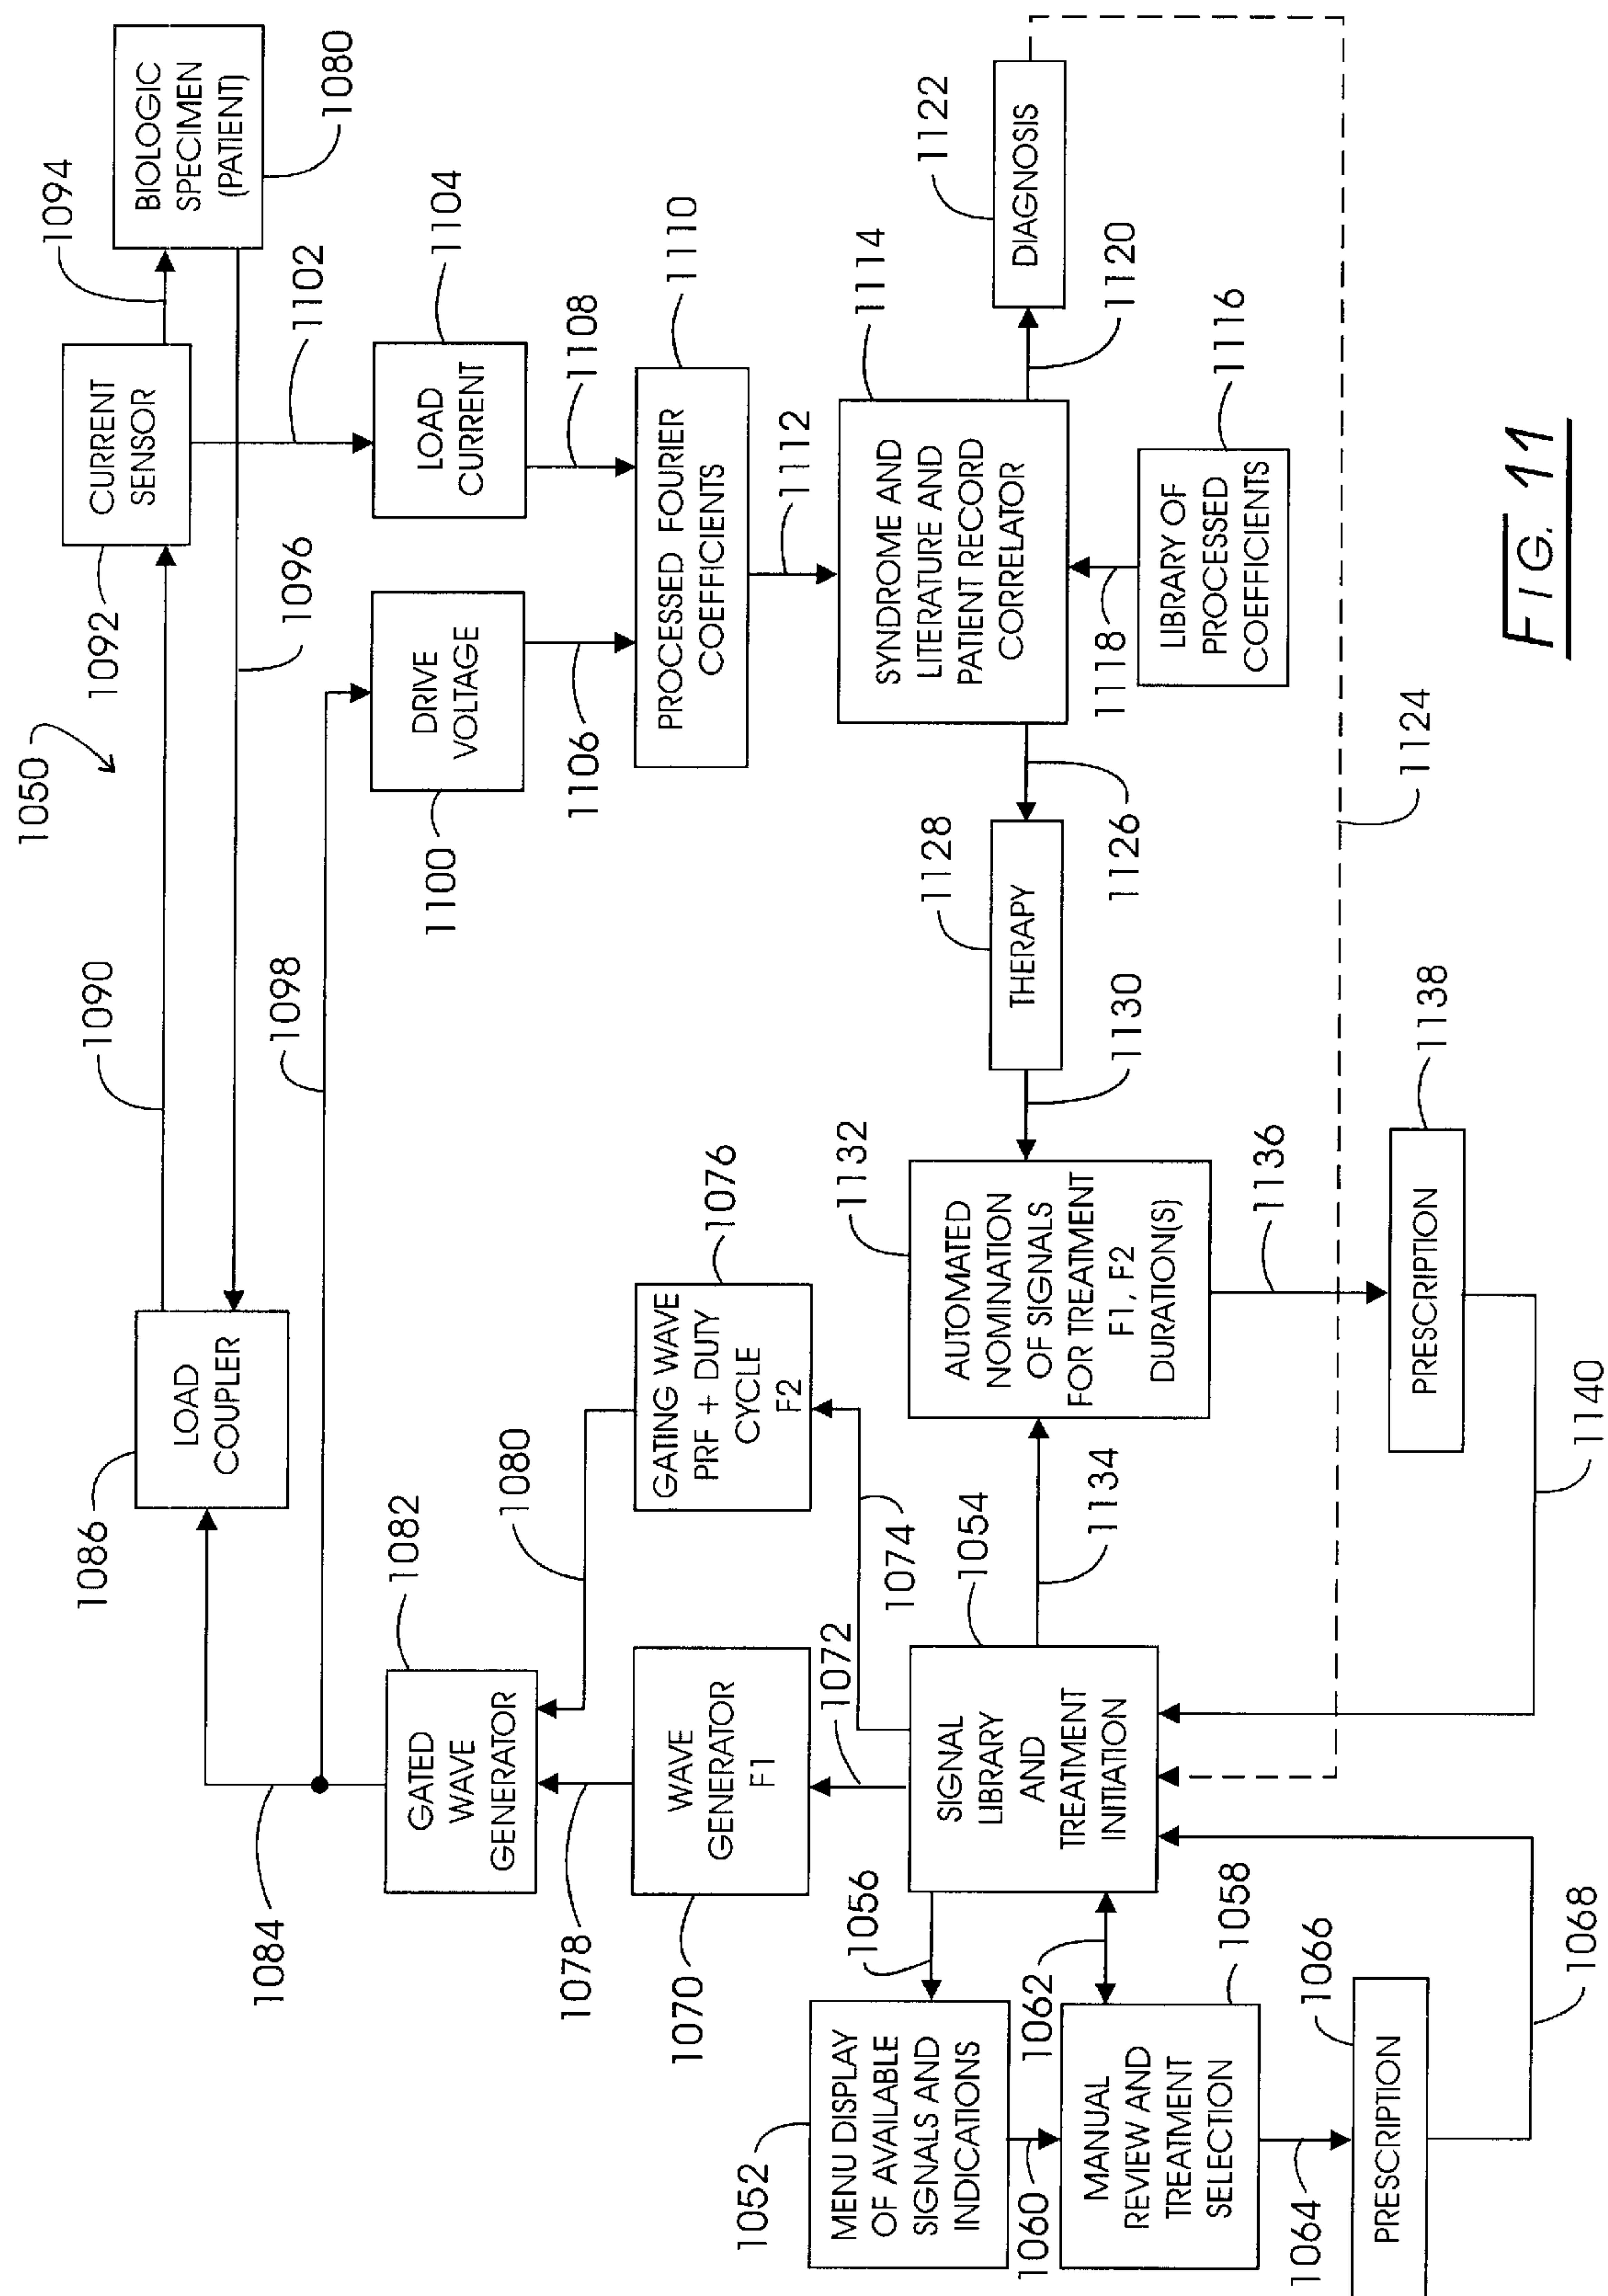 1050
1086
LOAD
COUPLER
1090
1092
CURRENT
SENSOR
1094
BIOLOGIC
SPECIMEN
(PATIENT)
1080
1096
1098
1102
1084
1082
GATED
WAVE
GENERATOR
1080
1100
DRIVE
VOLTAGE
LOAD
CURRENT
1104
1106
1108
1078
1070
WAVE
GENERATOR
F1
GATING WAVE
PRF + DUTY
CYCLE
F2
1076
PROCESSED FOURIER
COEFFICIENTS
1110
1112
1072
1074
1056
1052
MENU DISPLAY
OF AVAILABLE
SIGNALS AND
INDICATIONS
1054
SIGNAL
LIBRARY
AND
TREATMENT
INITIATION
1134
1132
AUTOMATED
NOMINATION
OF SIGNALS
FOR TREATMENT
F1, F2
DURATION(S)
1130
1128
THERAPY
1126
SYNDROME AND
LITERATURE AND
PATIENT RECORD
CORRELATOR
1114
1120
1122
DIAGNOSIS
1118
LIBRARY OF
PROCESSED
COEFFICIENTS
1116
1060
1062
MANUAL
REVIEW AND
TREATMENT
SELECTION
1058
1064
1066
PRESCRIPTION
1068
1136
PRESCRIPTION
1138
1140
1124
FIG. 11